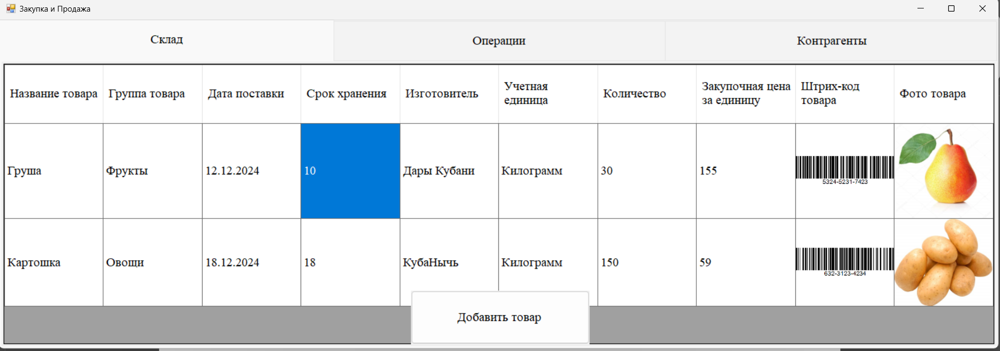 Закупка и Продажа
Склад
Операции
Контрагенты
Название товара
Группа товара
Дата поставки
Срок хранения
Изготовитель
Учетная
единица
Количество
Закупочная цена
за единицу
Штрих-код
товара
Фото товара
Груша
Фрукты
12.12.2024
10
Дары Кубани
Килограмм
30
155
5324-5231-7423
Картошка
Овощи
18.12.2024
18
КубаНычь
Килограмм
150
59
632-3123-4234
Добавить товар